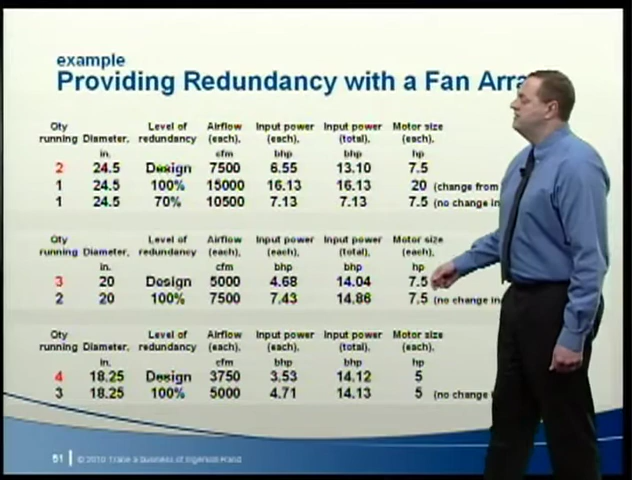 example
Providing Redundancy with a Fan Arra
Qty running Diameter, Level of redundancy Airflow (each), Input power (each), Input power (total), Motor size (each),
in. cfm bhp bhp hp
2 24.5 Design 7500 6.55 13.10 7.5
1 24.5 100% 15000 16.13 16.13 20 (change from
1 24.5 70% 10500 7.13 7.13 7.5 (no change in
Qty running Diameter, Level of redundancy Airflow (each), Input power (each), Input power (total), Motor size (each),
in. cfm bhp bhp hp
3 20 Design 5000 4.68 14.04 7.5
2 20 100% 7500 7.43 14.86 7.5 (no change in
Qty running Diameter, Level of redundancy Airflow (each), Input power (each), Input power (total), Motor size (each),
in. cfm bhp bhp hp
4 18.25 Design 3750 3.53 14.12 5
3 18.25 100% 5000 4.71 14.13 5 (no change
51 © 2010 Trane a business of Ingersoll-Rand